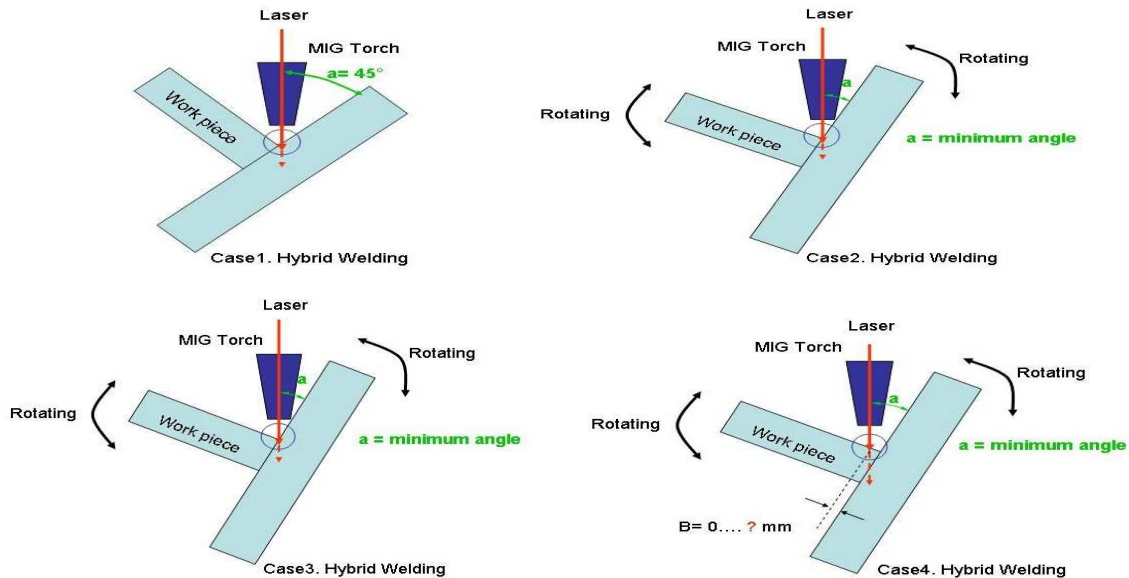 Laser
MIG Torch
a= 45°
Work piece
Case1. Hybrid Welding
Laser
MIG Torch
Rotating
a
Rotating
Work piece
a = minimum angle
Case2. Hybrid Welding
Laser
MIG Torch
Rotating
a
Rotating
Work piece
a = minimum angle
Case3. Hybrid Welding
Laser
MIG Torch
Rotating
a
Rotating
Work piece
a = minimum angle
B= 0.... ? mm
Case4. Hybrid Welding